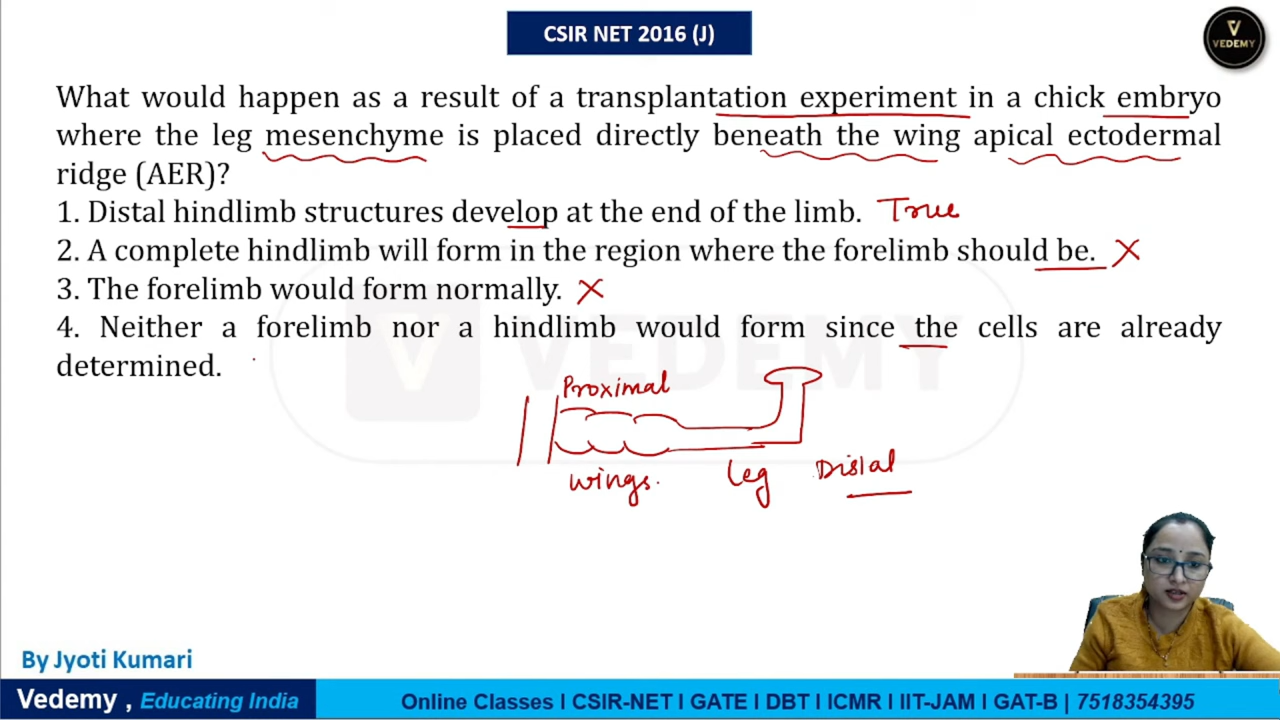 CSIR NET 2016 (J)
V
VEDEMY
What would happen as a result of a transplantation experiment in a chick embryo
where the leg mesenchyme is placed directly beneath the wing apical ectodermal
ridge (AER)?
1. Distal hindlimb structures develop at the end of the limb. True
2. A complete hindlimb will form in the region where the forelimb should be. X
3. The forelimb would form normally. X
4. Neither a forelimb nor a hindlimb would form since the cells are already
determined.
V VEDEMY
Proximal
wings. leg Distal
By Jyoti Kumari
Vedemy , Educating India
Online Classes I CSIR-NET I GATE I DBT I ICMR I IIT-JAM I GAT-B | 7518354395